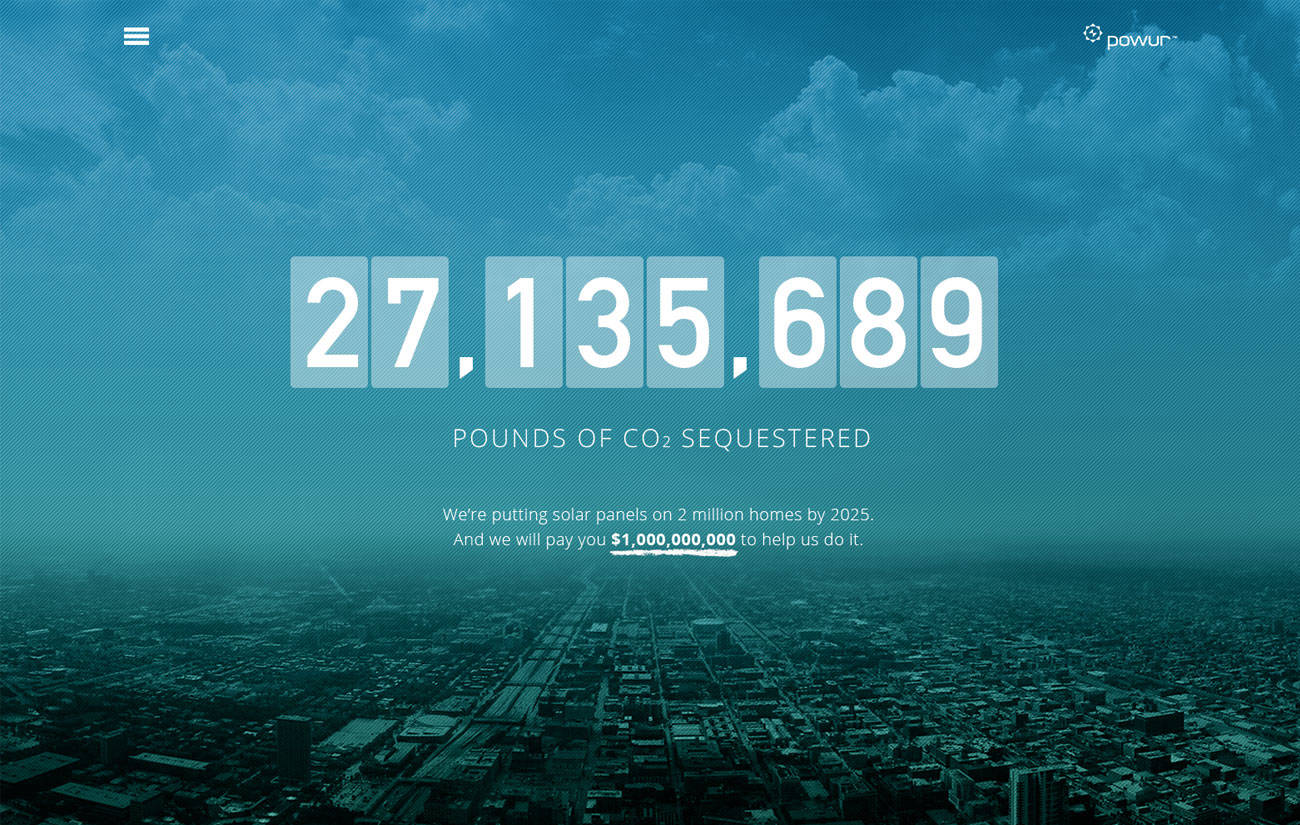 powur™
27,135,689
POUNDS OF CO₂ SEQUESTERED
We’re putting solar panels on 2 million homes by 2025.
And we will pay you $1,000,000,000 to help us do it.